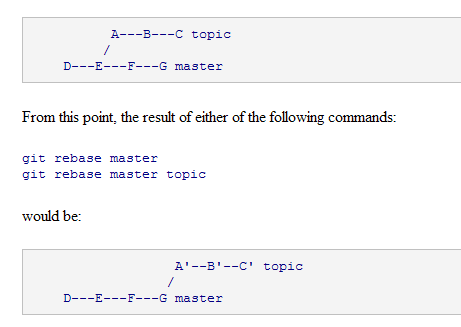 A---B---C topic
         /
    D---E---F---G master
From this point, the result of either of the following commands:
git rebase master
git rebase master topic
would be:
                  A'--B'--C' topic
                 /
    D---E---F---G master